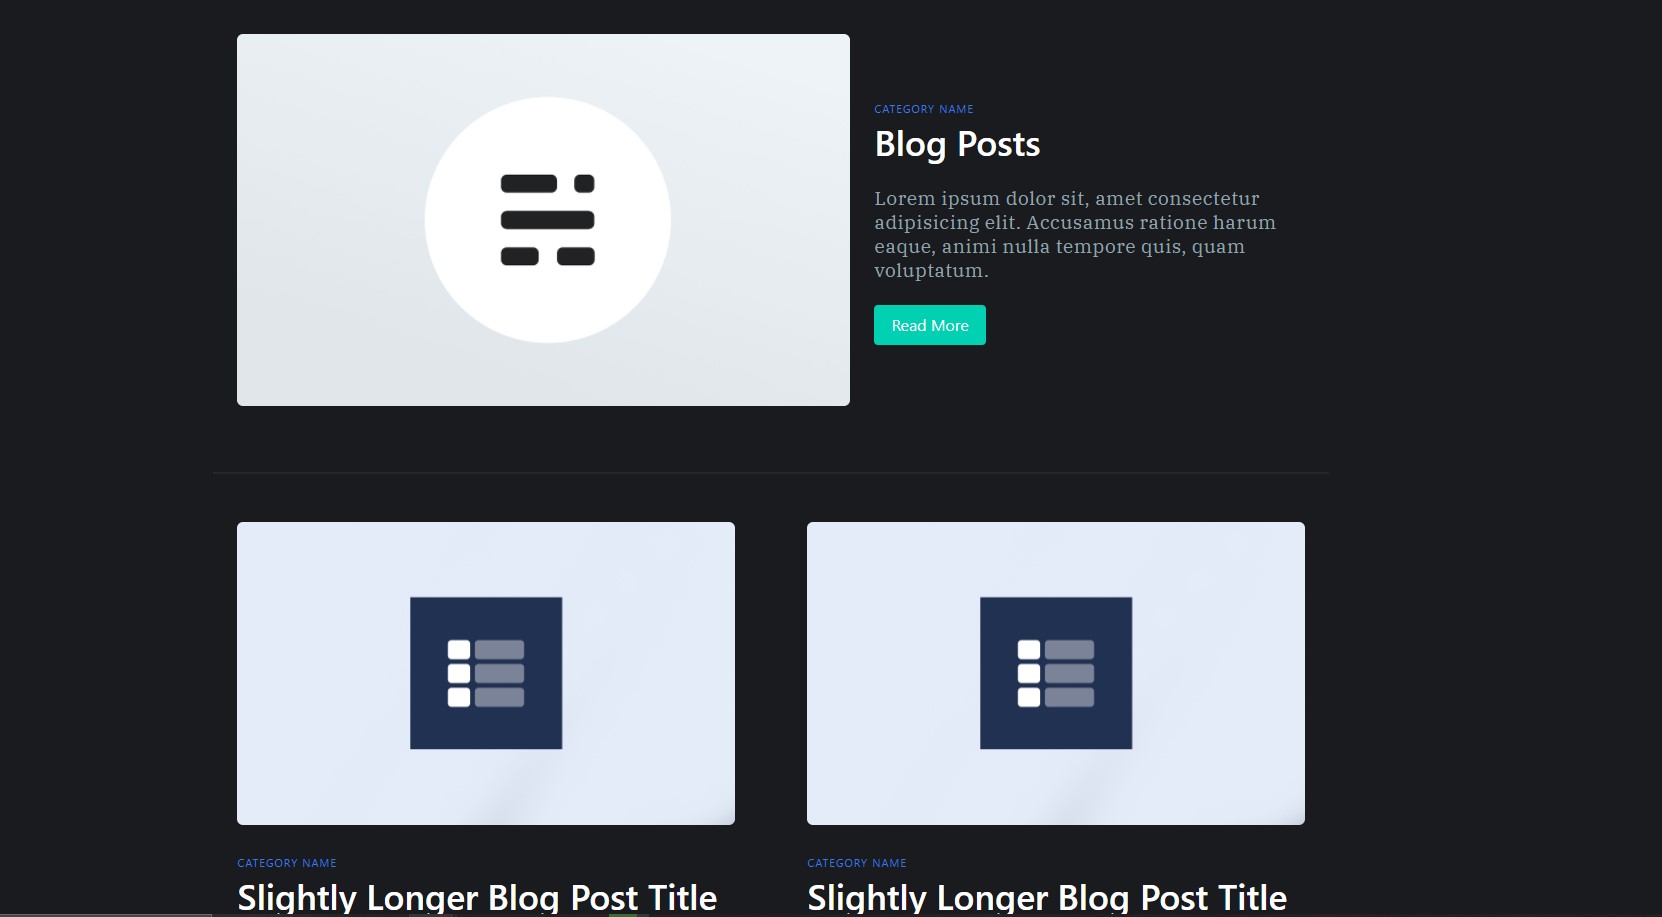 CATEGORY NAME
Blog Posts
Lorem ipsum dolor sit, amet consectetur
adipisicing elit. Accusamus ratione harum
eaque, animi nulla tempore quis, quam
voluptatum.
Read More
CATEGORY NAME
Slightly Longer Blog Post Title
CATEGORY NAME
Slightly Longer Blog Post Title